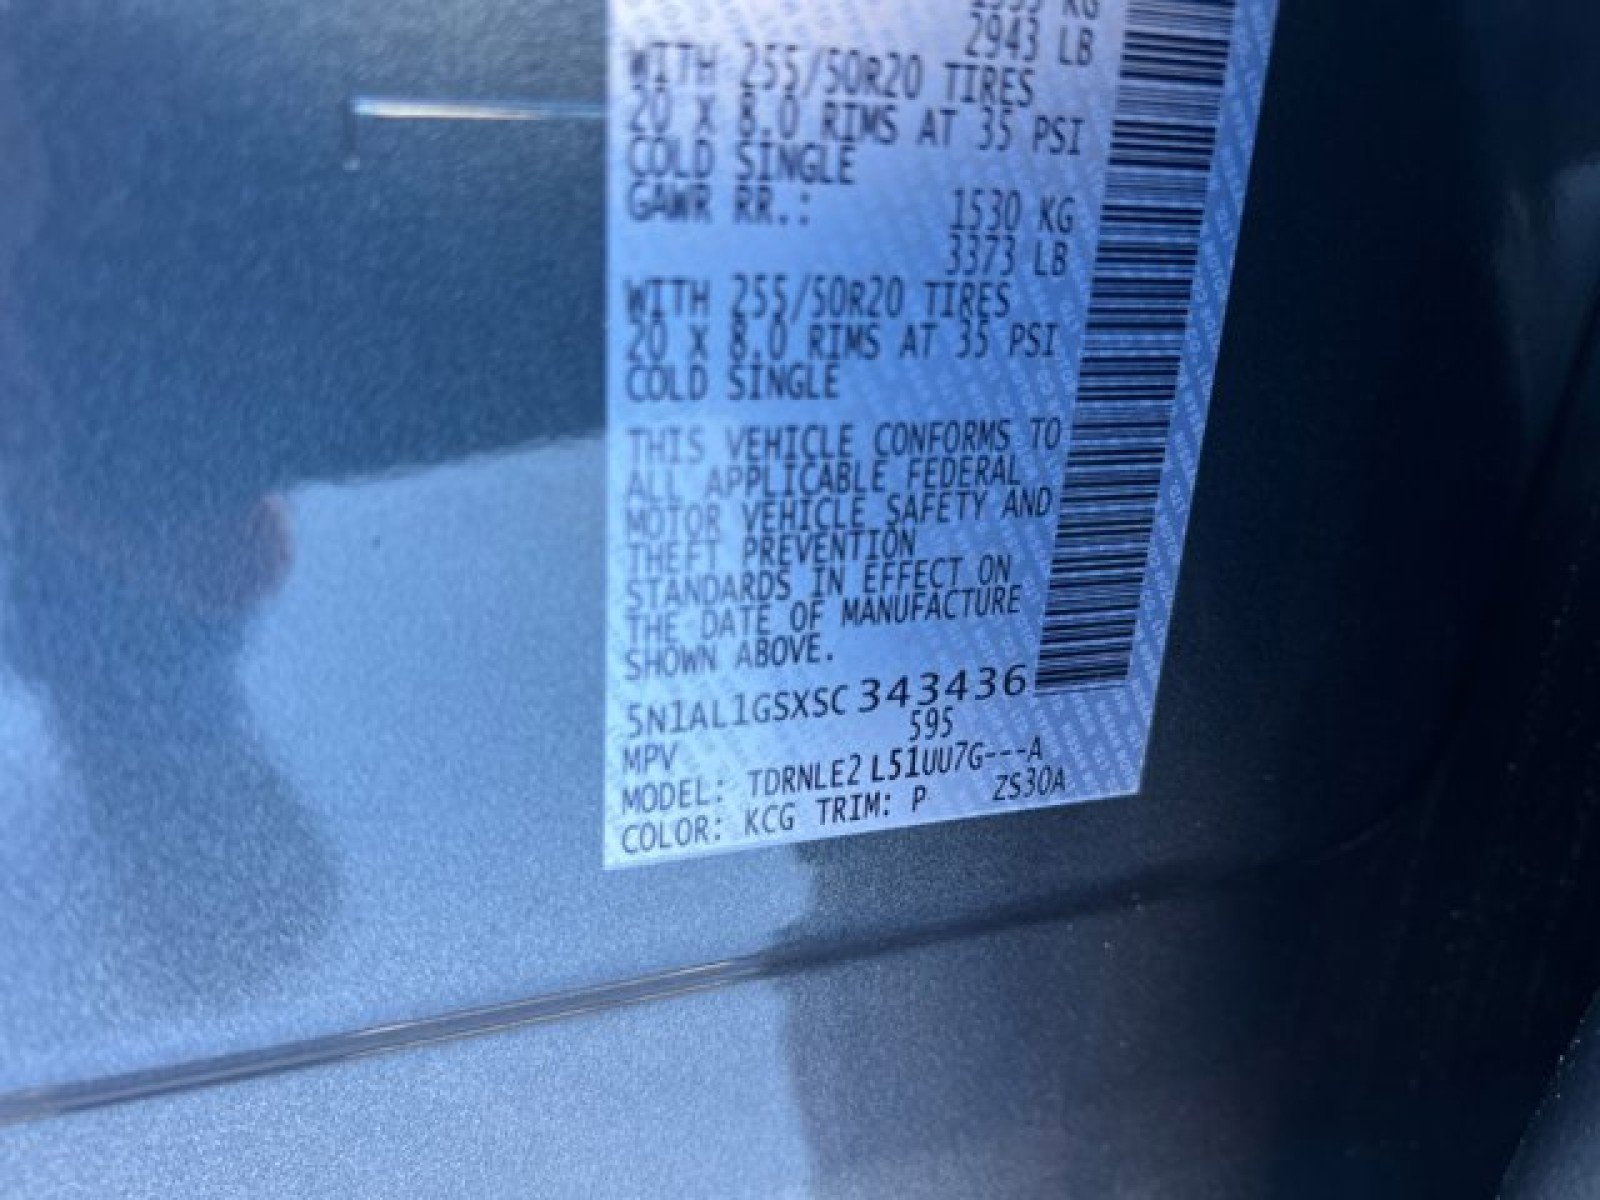 2943 LB
WITH 255/50R20 TIRES
20 X 8.0 RIMS AT 35 PSI
COLD SINGLE
GAWR RR.: 1530 KG
3373 LB
WITH 255/50R20 TIRES
20 X 8.0 RIMS AT 35 PSI
COLD SINGLE
THIS VEHICLE CONFORMS TO
ALL APPLICABLE FEDERAL
MOTOR VEHICLE SAFETY AND
THEFT PREVENTION
STANDARDS IN EFFECT ON
THE DATE OF MANUFACTURE
SHOWN ABOVE.
5N1AL1GSXSC343436
595
MPV
MODEL: TDRNLE2L51UU7G---A
COLOR: KCG TRIM: P ZS30A